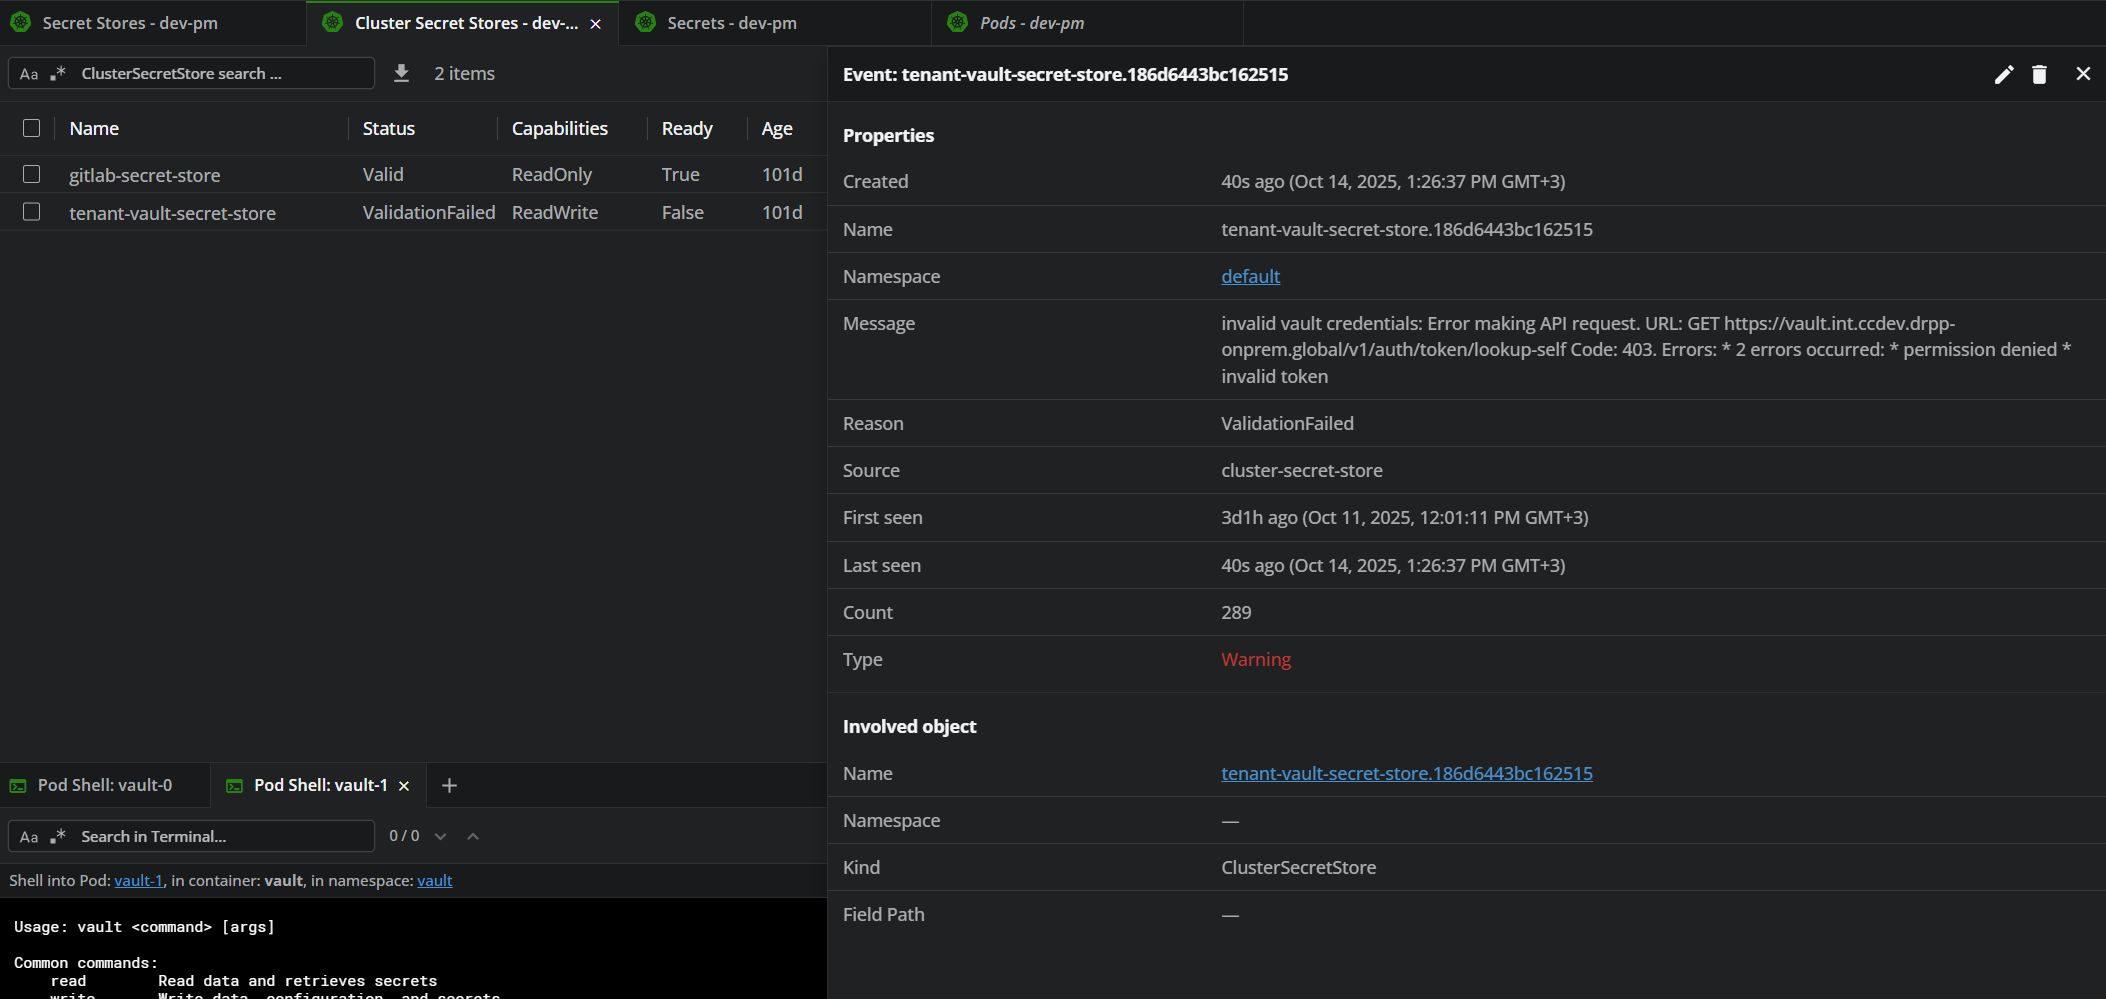 Secret Stores - dev-pm
Cluster Secret Stores - dev-...
Secrets - dev-pm
Pods - dev-pm
Aa .* ClusterSecretStore search ...
2 items
Name Status Capabilities Ready Age
gitlab-secret-store Valid ReadOnly True 101d
tenant-vault-secret-store ValidationFailed ReadWrite False 101d
Event: tenant-vault-secret-store.186d6443bc162515
Properties
Created 40s ago (Oct 14, 2025, 1:26:37 PM GMT+3)
Name tenant-vault-secret-store.186d6443bc162515
Namespace default
Message invalid vault credentials: Error making API request. URL: GET https://vault.int.ccdev.drpp-
onprem.global/v1/auth/token/lookup-self Code: 403. Errors: * 2 errors occurred: * permission denied *
invalid token
Reason ValidationFailed
Source cluster-secret-store
First seen 3d1h ago (Oct 11, 2025, 12:01:11 PM GMT+3)
Last seen 40s ago (Oct 14, 2025, 1:26:37 PM GMT+3)
Count 289
Type Warning
Involved object
Name tenant-vault-secret-store.186d6443bc162515
Namespace —
Kind ClusterSecretStore
Field Path —
Pod Shell: vault-0
Pod Shell: vault-1
Aa .* Search in Terminal...
0 / 0
Shell into Pod: vault-1, in container: vault, in namespace: vault
Usage: vault <command> [args]
Common commands:
read Read data and retrieves secrets
write Write data, configuration, and secrets